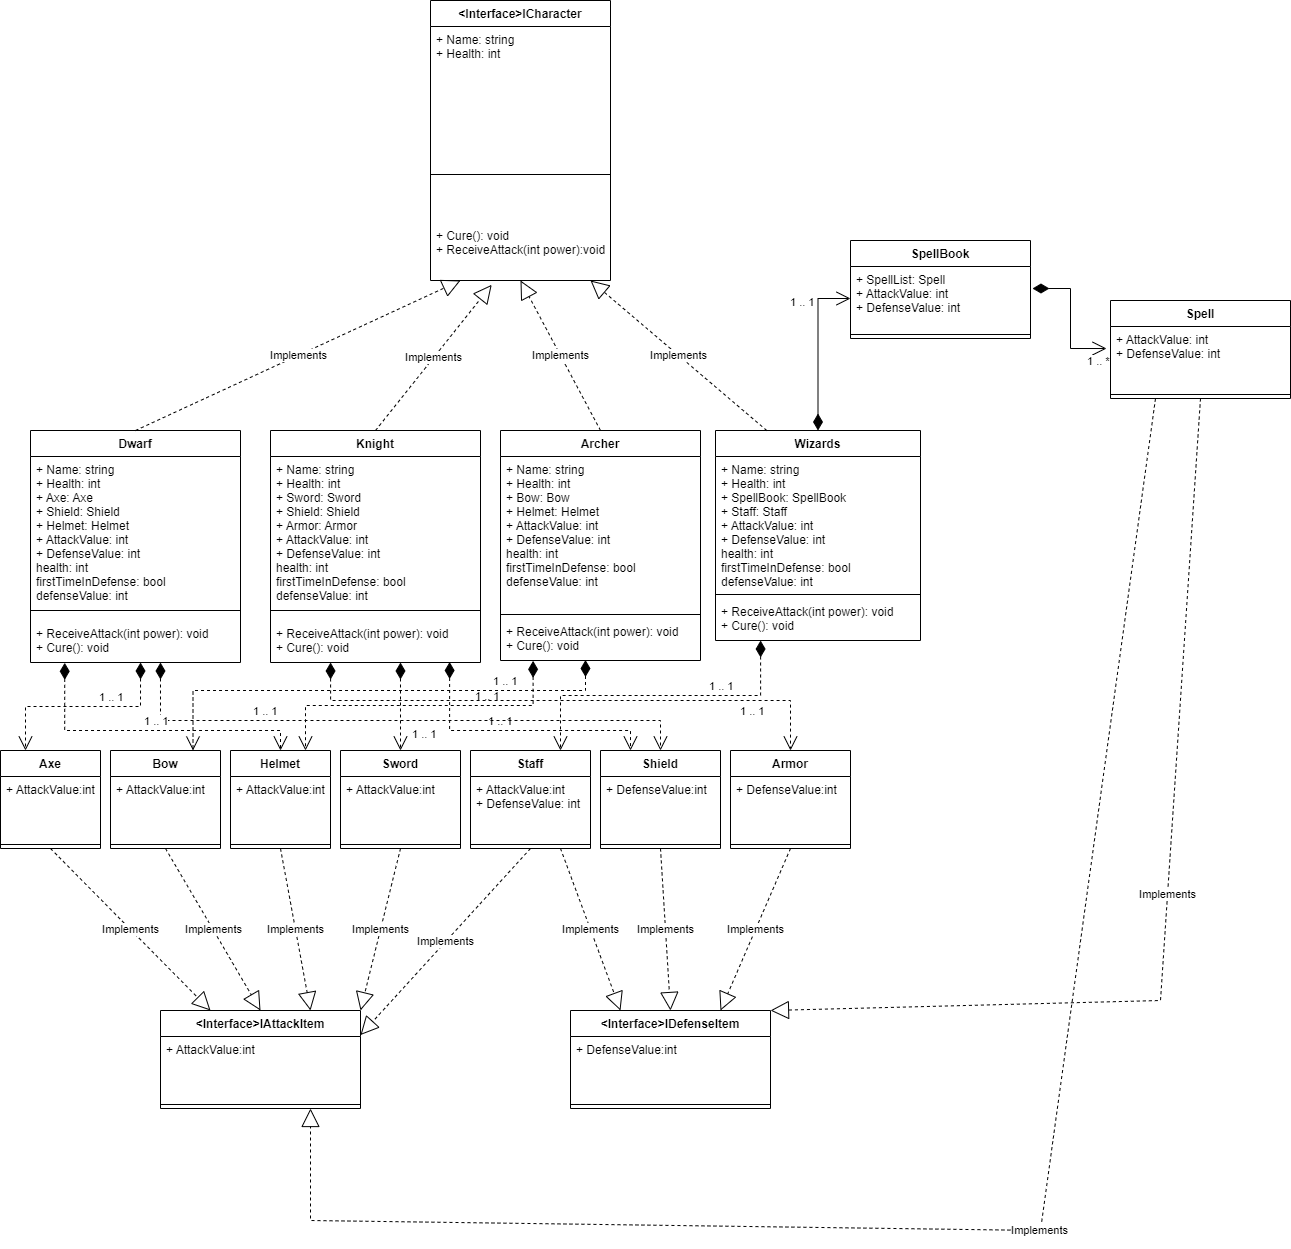 <Interface>ICharacter
+ Name: string
+ Health: int
+ Cure(): void
+ ReceiveAttack(int power):void
SpellBook
+ SpellList: Spell
+ AttackValue: int
+ DefenseValue: int
1 .. 1
Spell
+ AttackValue: int
+ DefenseValue: int
1 .. *
Implements
Implements
Implements
Implements
Dwarf
+ Name: string
+ Health: int
+ Axe: Axe
+ Shield: Shield
+ Helmet: Helmet
+ AttackValue: int
+ DefenseValue: int
health: int
firstTimeInDefense: bool
defenseValue: int
+ ReceiveAttack(int power): void
+ Cure(): void
Knight
+ Name: string
+ Health: int
+ Sword: Sword
+ Shield: Shield
+ Armor: Armor
+ AttackValue: int
+ DefenseValue: int
health: int
firstTimeInDefense: bool
defenseValue: int
+ ReceiveAttack(int power): void
+ Cure(): void
Archer
+ Name: string
+ Health: int
+ Bow: Bow
+ Helmet: Helmet
+ AttackValue: int
+ DefenseValue: int
health: int
firstTimeInDefense: bool
defenseValue: int
+ ReceiveAttack(int power): void
+ Cure(): void
Wizards
+ Name: string
+ Health: int
+ SpellBook: SpellBook
+ Staff: Staff
+ AttackValue: int
+ DefenseValue: int
health: int
firstTimeInDefense: bool
defenseValue: int
+ ReceiveAttack(int power): void
+ Cure(): void
1 .. 1
1 .. 1
1 .. 1
1 .. 1
1 .. 1
1 .. 1
1 .. 1
1 .. 1
1 .. 1
1 .. 1
Axe
+ AttackValue:int
Bow
+ AttackValue:int
Helmet
+ AttackValue:int
Sword
+ AttackValue:int
Staff
+ AttackValue:int
+ DefenseValue: int
Shield
+ DefenseValue:int
Armor
+ DefenseValue:int
Implements
Implements
Implements
Implements
Implements
Implements
Implements
Implements
Implements
<Interface>IAttackItem
+ AttackValue:int
<Interface>IDefenseItem
+ DefenseValue:int
Implements